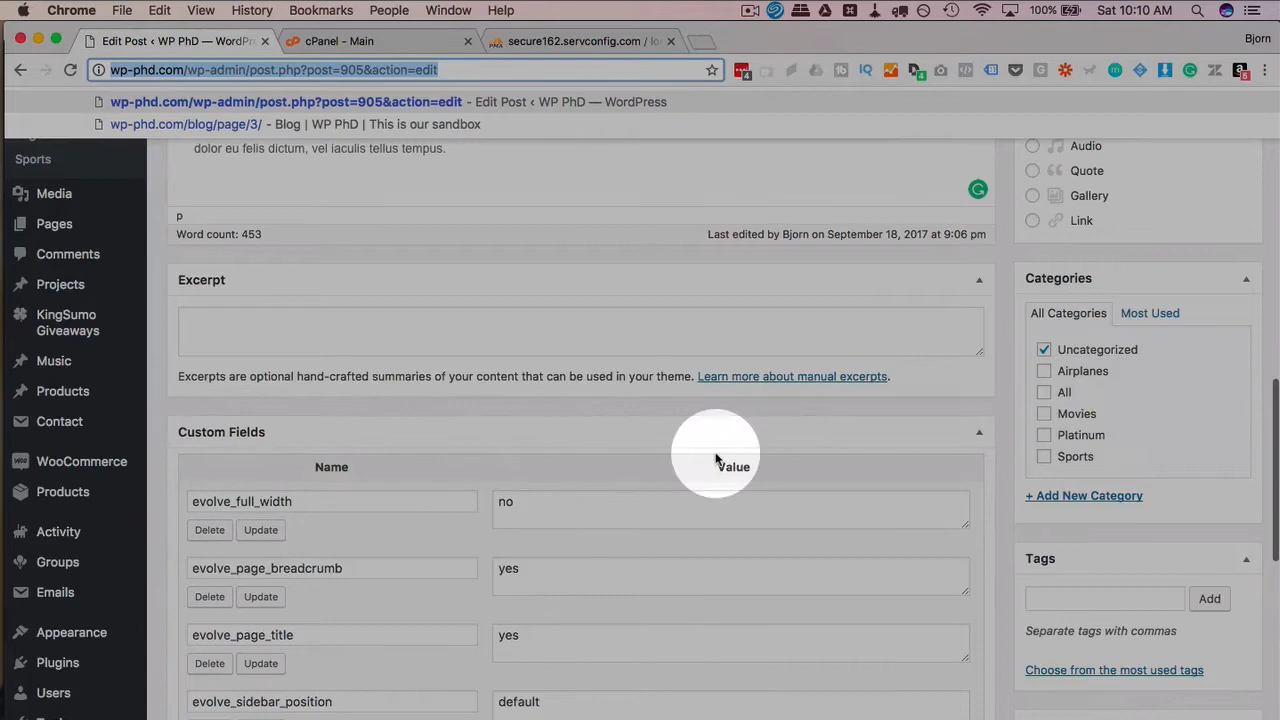 Chrome File Edit View History Bookmarks People Window Help 100% Sat 10:10 AM
Edit Post ‹ WP PhD — WordPr cPanel - Main secure162.servconfig.com / lo Bjorn
wp-phd.com/wp-admin/post.php?post=905&action=edit
wp-phd.com/wp-admin/post.php?post=905&action=edit - Edit Post ‹ WP PhD — WordPress
wp-phd.com/blog/page/3/ - Blog | WP PhD | This is our sandbox
Sports
Media
Pages
Comments
Projects
KingSumo
Giveaways
Music
Products
Contact
WooCommerce
Products
Activity
Groups
Emails
Appearance
Plugins
Users
dolor eu felis dictum, vel iaculis tellus tempus.
p
Word count: 453 Last edited by Bjorn on September 18, 2017 at 9:06 pm
Excerpt
Excerpts are optional hand-crafted summaries of your content that can be used in your theme. Learn more about manual excerpts.
Custom Fields
Name Value
evolve_full_width no
Delete Update
evolve_page_breadcrumb yes
Delete Update
evolve_page_title yes
Delete Update
evolve_sidebar_position default
Audio
Quote
Gallery
Link
Categories
All Categories Most Used
Uncategorized
Airplanes
All
Movies
Platinum
Sports
+ Add New Category
Tags
Add
Separate tags with commas
Choose from the most used tags